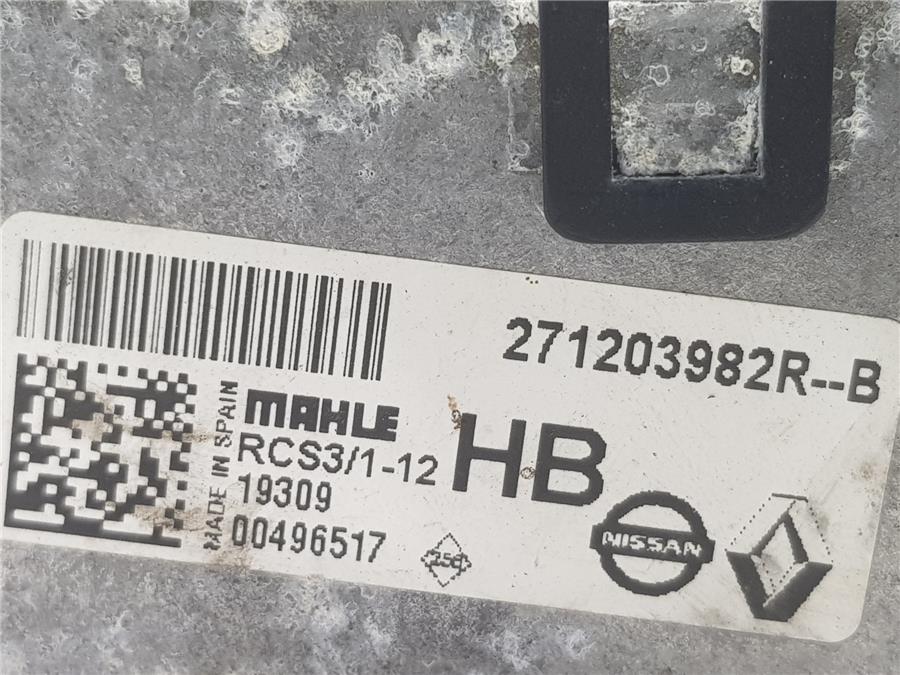 271203982R--B
MADE IN SPAIN
MAHLE
RCS3/1-12
HB
19309
00496517
NISSAN